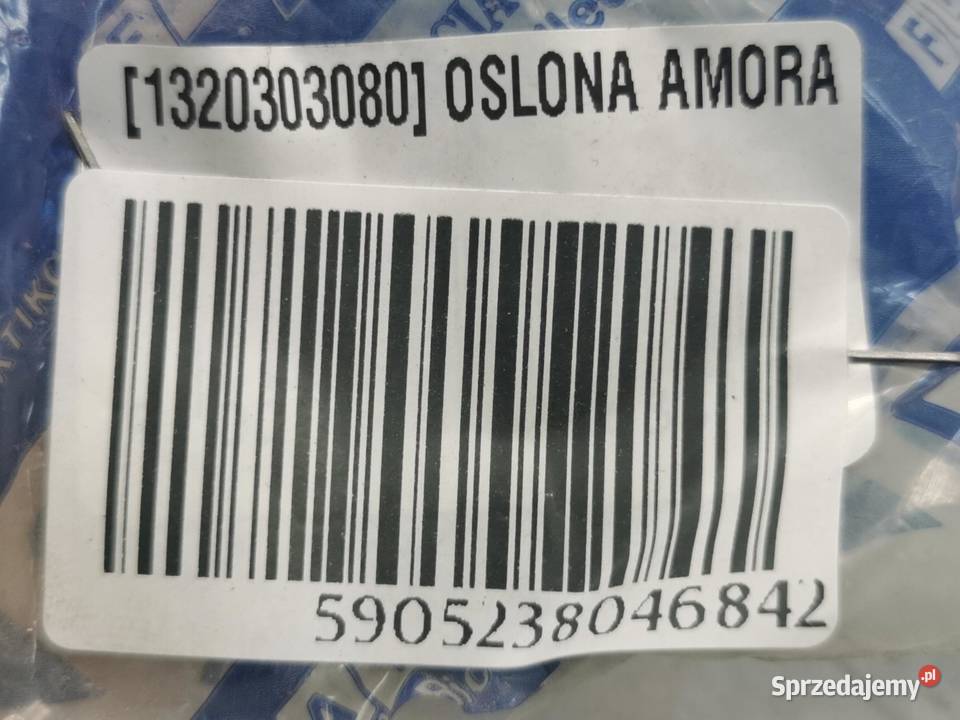 [1320303080] OSLONA AMORA
5905238046842
Sprzedajemy.pl